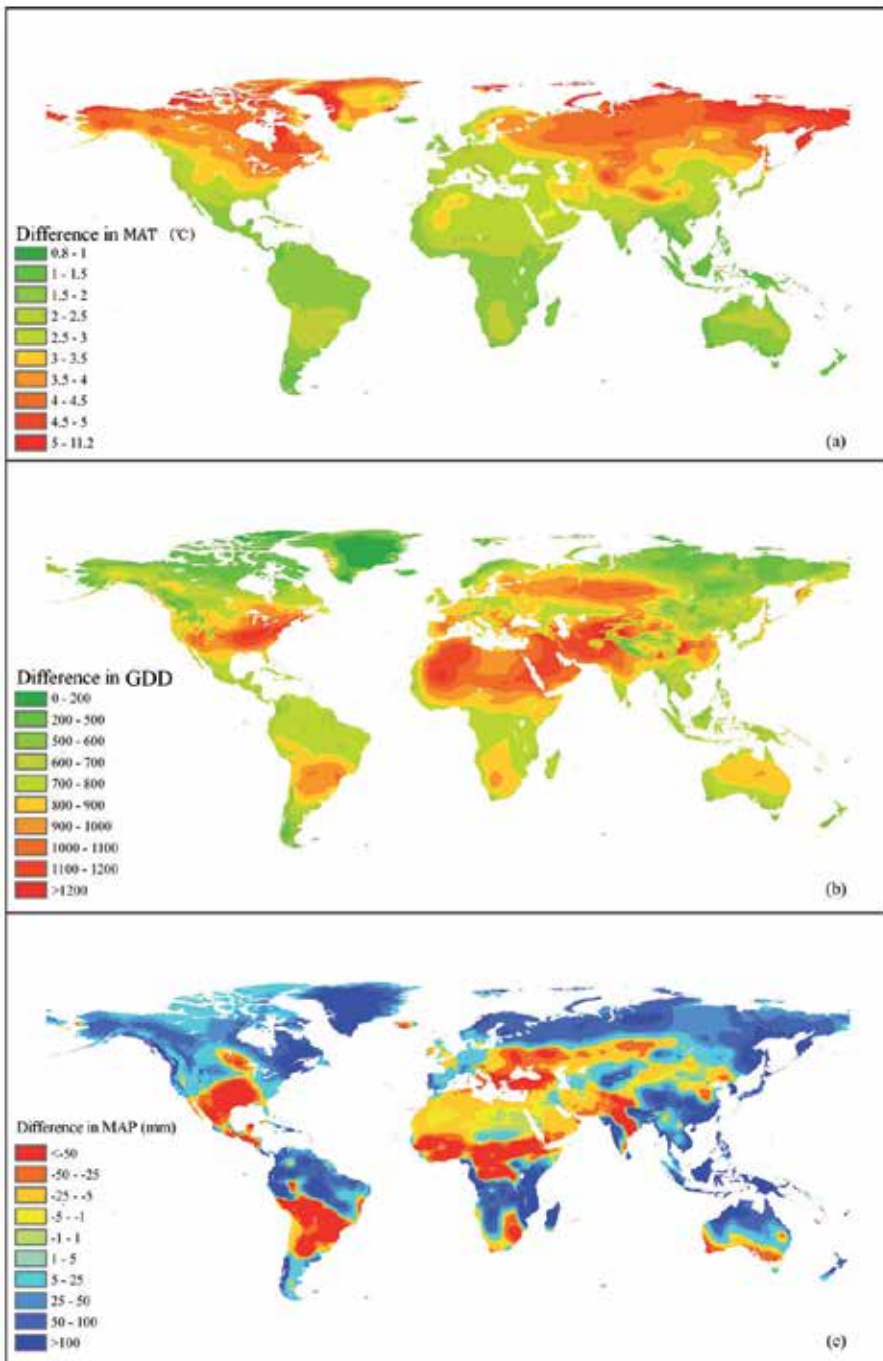 Difference in MAT (℃)
0.8 - 1
1 - 1.5
1.5 - 2
2 - 2.5
2.5 - 3
3 - 3.5
3.5 - 4
4 - 4.5
4.5 - 5
5 - 11.2
(a)
Difference in GDD
0 - 200
200 - 500
500 - 600
600 - 700
700 - 800
800 - 900
900 - 1000
1000 - 1100
1100 - 1200
>1200
(b)
Difference in MAP (mm)
<-50
-50 - -25
-25 - -5
-5 - -1
-1 - 1
1 - 5
5 - 25
25 - 50
50 - 100
>100
(c)